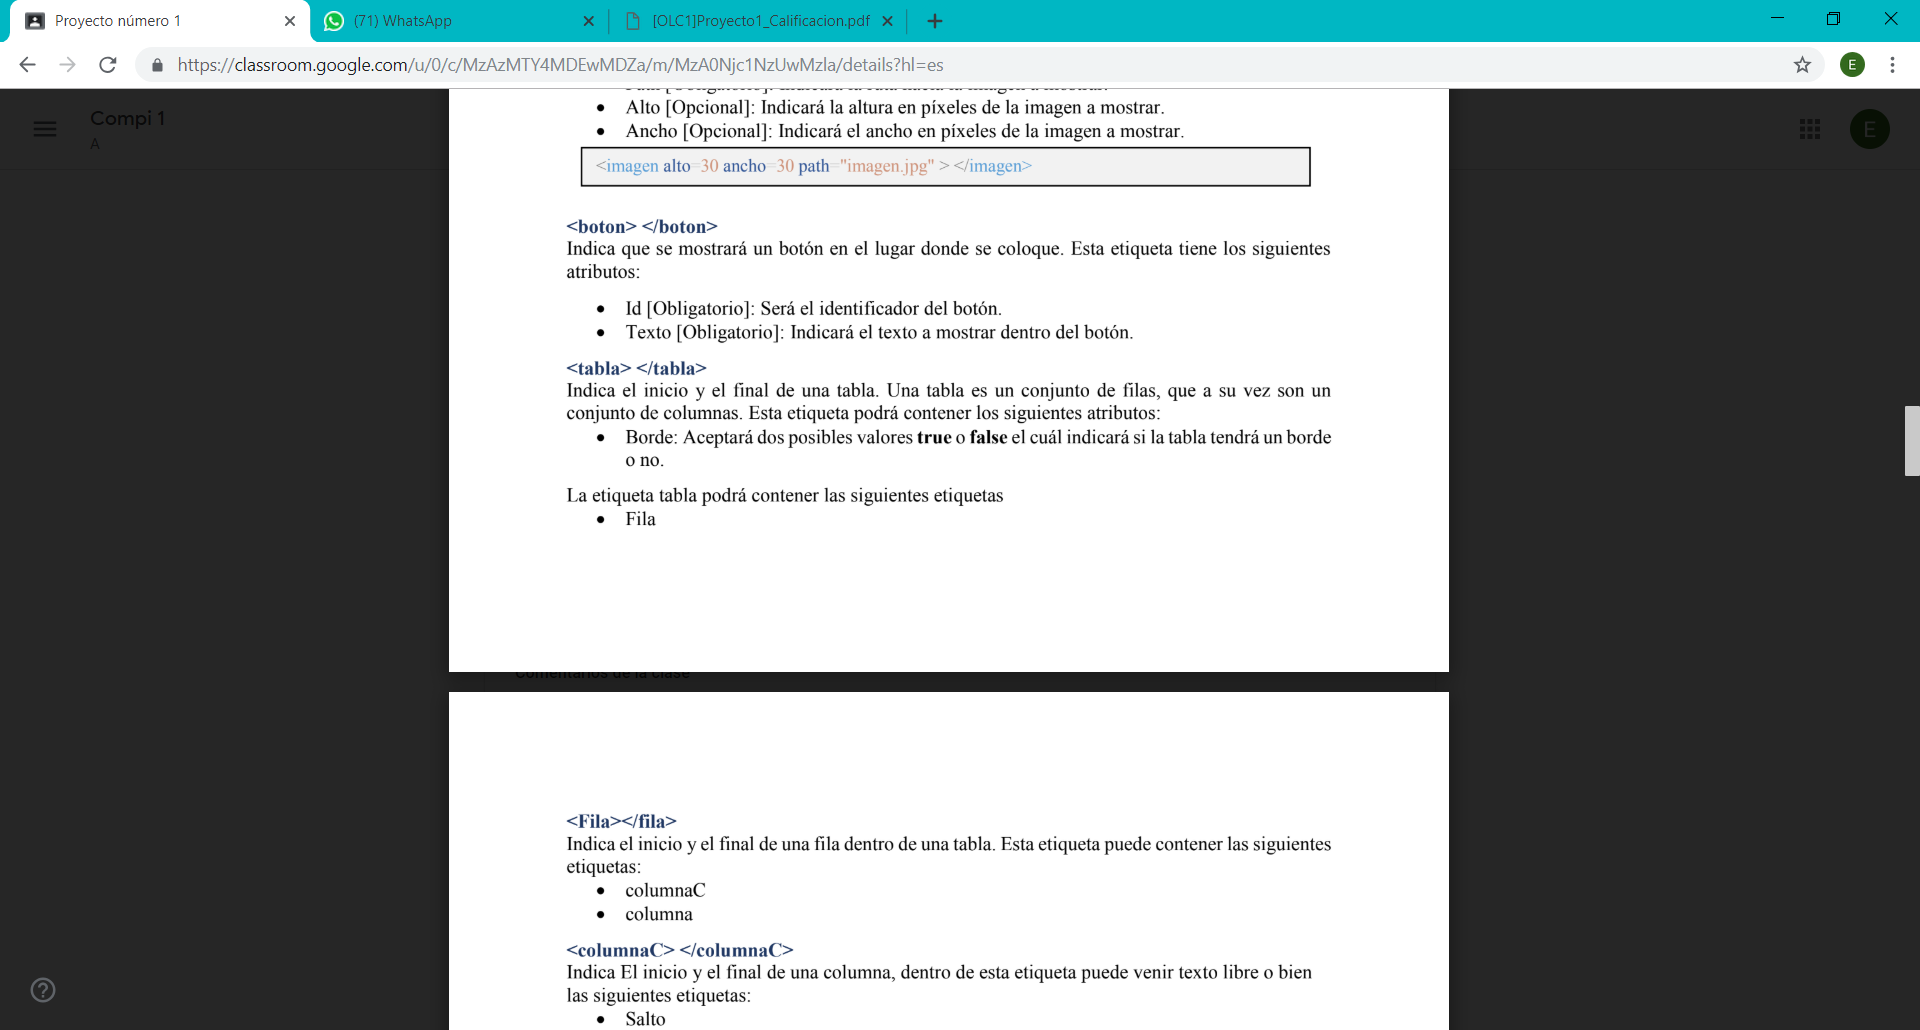 Proyecto número 1
(71) WhatsApp
[OLC1]Proyecto1_Calificacion.pdf
https://classroom.google.com/u/0/c/MzAzMTY4MDEwMDZa/m/MzA0Njc1NzUwMzla/details?hl=es
E
Compi 1
A
E
• Alto [Opcional]: Indicará la altura en píxeles de la imagen a mostrar.
• Ancho [Opcional]: Indicará el ancho en píxeles de la imagen a mostrar.
<imagen alto=30 ancho=30 path="imagen.jpg" > </imagen>
<boton> </boton>
Indica que se mostrará un botón en el lugar donde se coloque. Esta etiqueta tiene los siguientes
atributos:
• Id [Obligatorio]: Será el identificador del botón.
• Texto [Obligatorio]: Indicará el texto a mostrar dentro del botón.
<tabla> </tabla>
Indica el inicio y el final de una tabla. Una tabla es un conjunto de filas, que a su vez son un
conjunto de columnas. Esta etiqueta podrá contener los siguientes atributos:
• Borde: Aceptará dos posibles valores true o false el cuál indicará si la tabla tendrá un borde
o no.
La etiqueta tabla podrá contener las siguientes etiquetas
• Fila
Comentarios de la clase
<Fila></fila>
Indica el inicio y el final de una fila dentro de una tabla. Esta etiqueta puede contener las siguientes
etiquetas:
• columnaC
• columna
<columnaC> </columnaC>
Indica El inicio y el final de una columna, dentro de esta etiqueta puede venir texto libre o bien
las siguientes etiquetas:
• Salto